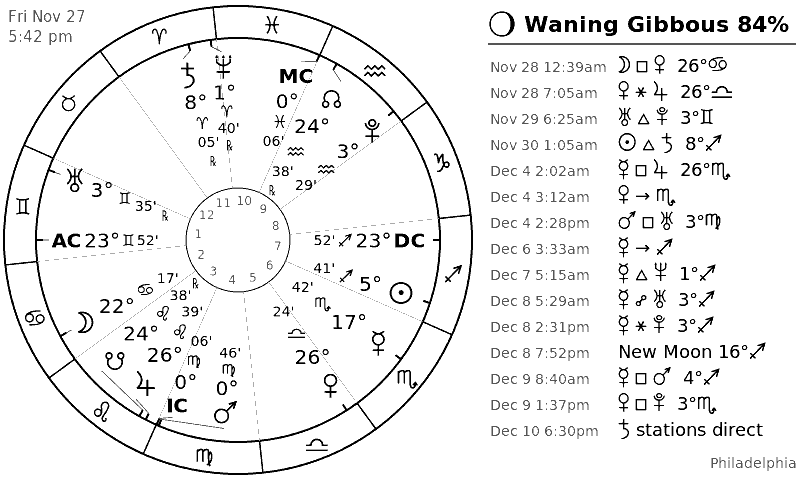 Fri Nov 27
5:42 pm
Waning Gibbous 84%
Nov 28 12:39am ☽ □ ♀ 26°♋
Nov 28 7:05am ♀ ⚹ ♃ 26°♎
Nov 29 6:25am ♅ △ ⯓ 3°♊
Nov 30 1:05am ☉ △ ♄ 8°♐
Dec 4 2:02am ☿ □ ♃ 26°♏
Dec 4 3:12am ♀ → ♏
Dec 4 2:28pm ♂ □ ♅ 3°♍
Dec 6 3:33am ☿ → ♐
Dec 7 5:15am ☿ △ ♆ 1°♐
Dec 8 5:29am ☿ ☍ ♅ 3°♐
Dec 8 2:31pm ☿ ⚹ ⯓ 3°♐
Dec 8 7:52pm New Moon 16°♐
Dec 9 8:40am ☿ □ ♂ 4°♐
Dec 9 1:37pm ♀ □ ⯓ 3°♏
Dec 10 6:30pm ♄ stations direct
Philadelphia
♈
♓
♒
♑
♐
♏
♎
♍
♌
♋
♊
♉
♄ 8° ♈ 05' ℞
♆ 1° ♈ 40' ℞
MC 0° ♓ 06'
☊ 24° ♒ 38' ℞
⯓ 3° ♒ 29'
♅ 3° ♊ 35' ℞
AC 23° ♊ 52'
52' ♐ 23° DC
41' ♐ 5° ☉
42' ♏ 17° ☿
24' ♎ 26° ♀
46' ♍ 0° ♂
06' ♍ 0° IC
39' ♌ 26° ♃
38' ℞ ♌ 24° ☋
17' ♋ 22° ☽
1
2
3
4
5
6
7
8
9
10
11
12